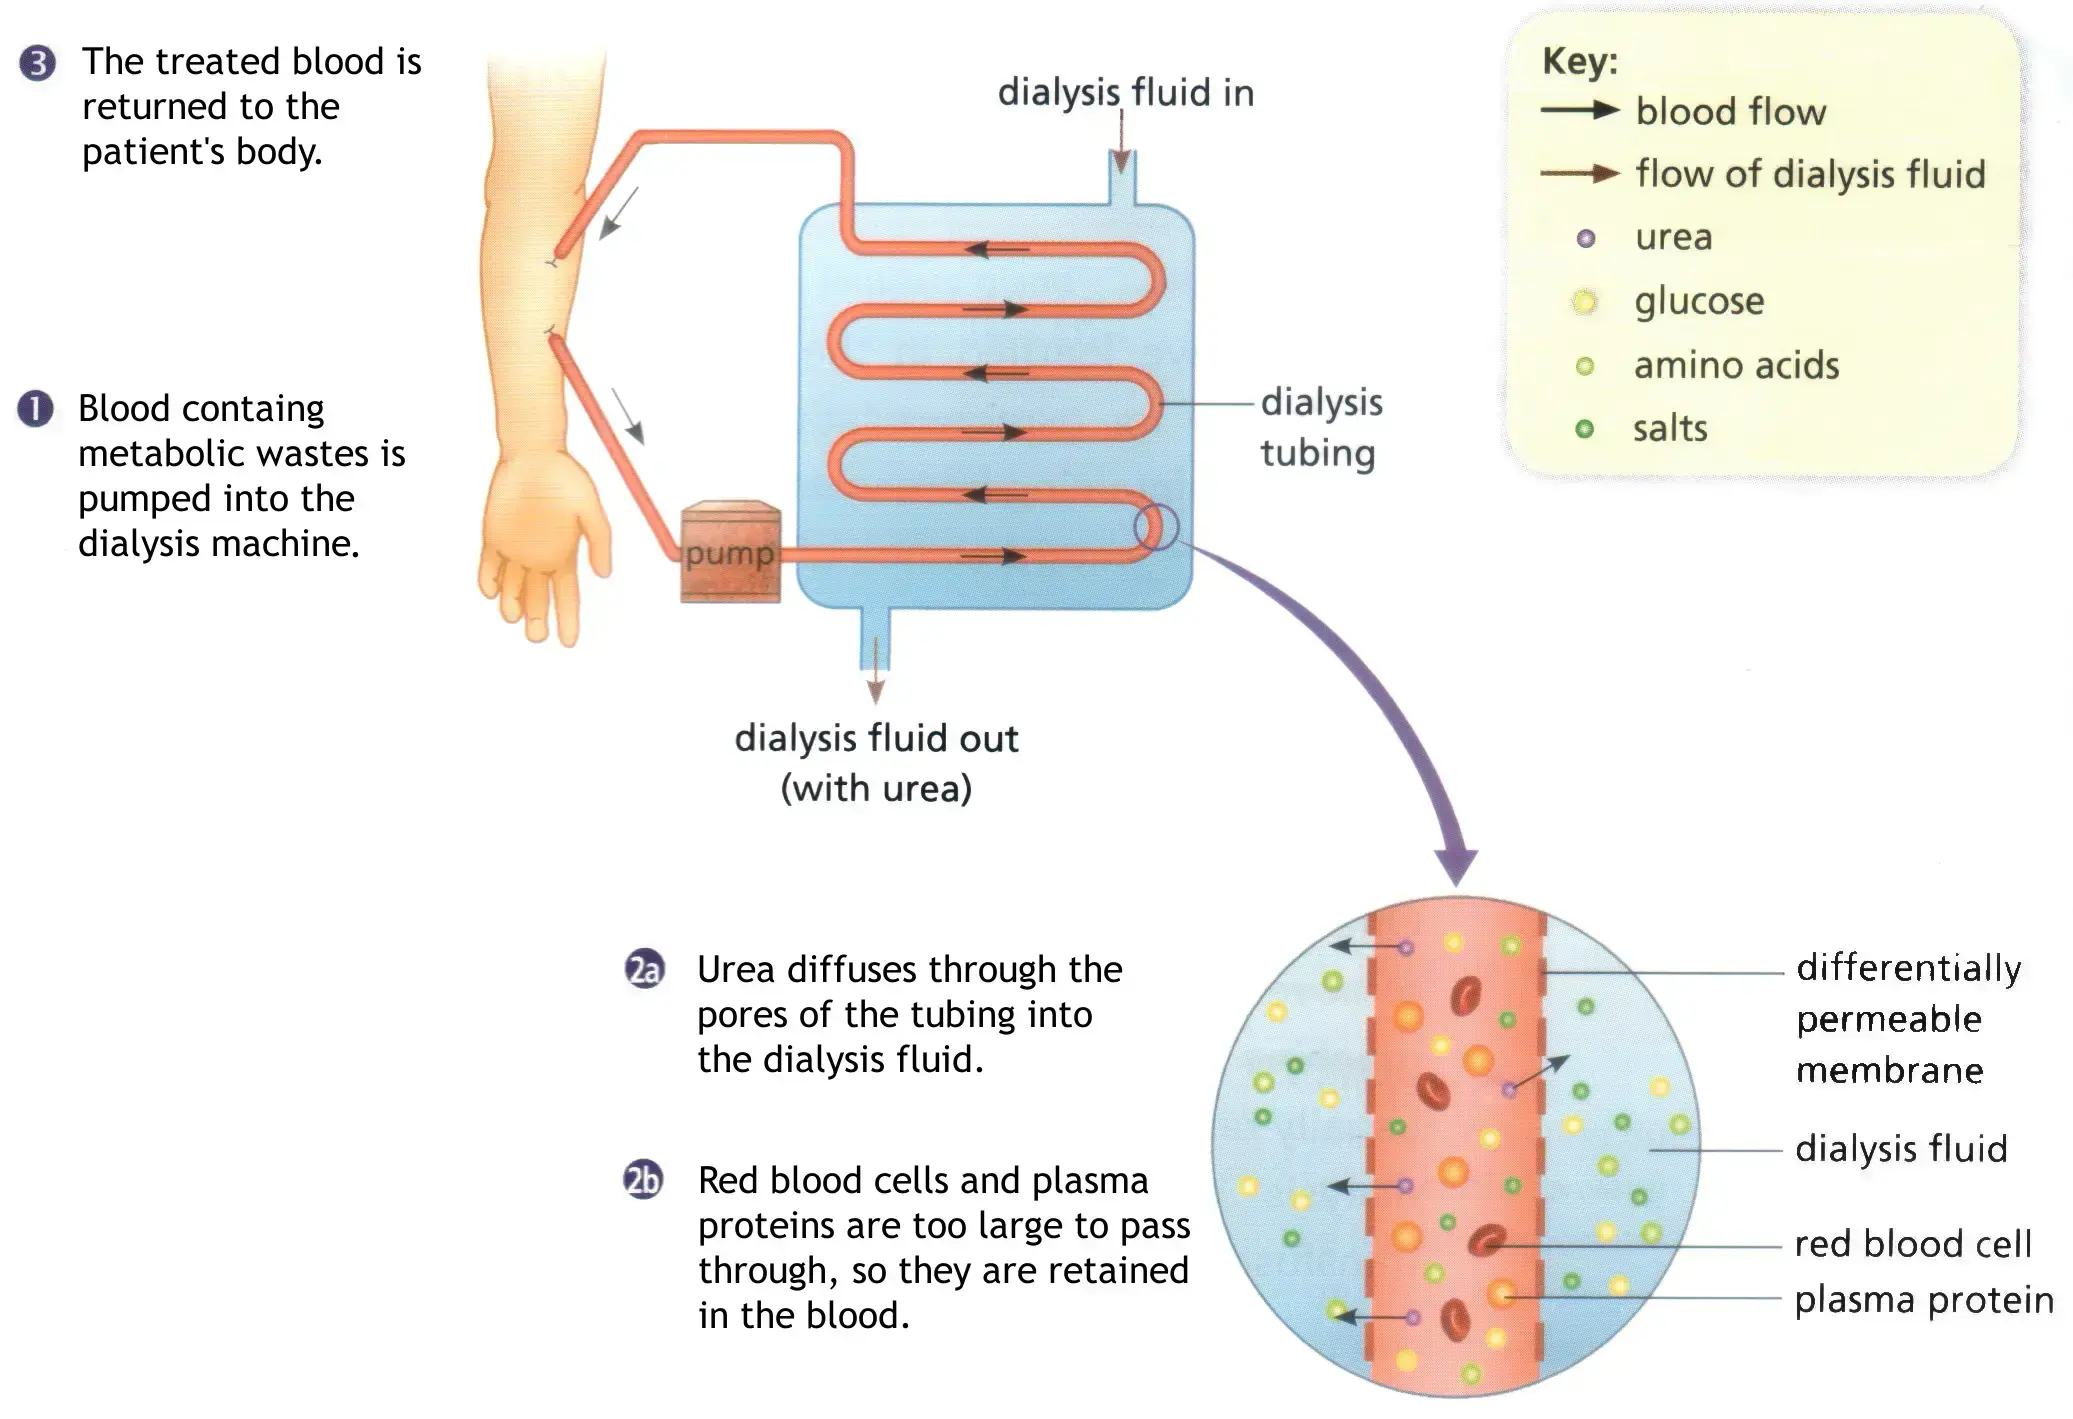 3 The treated blood is
returned to the
patient's body.
1 Blood containg
metabolic wastes is
pumped into the
dialysis machine.
dialysis fluid in
dialysis
tubing
pump
dialysis fluid out
(with urea)
Key:
blood flow
flow of dialysis fluid
urea
glucose
amino acids
salts
2a Urea diffuses through the
pores of the tubing into
the dialysis fluid.
2b Red blood cells and plasma
proteins are too large to pass
through, so they are retained
in the blood.
differentially
permeable
membrane
dialysis fluid
red blood cell
plasma protein